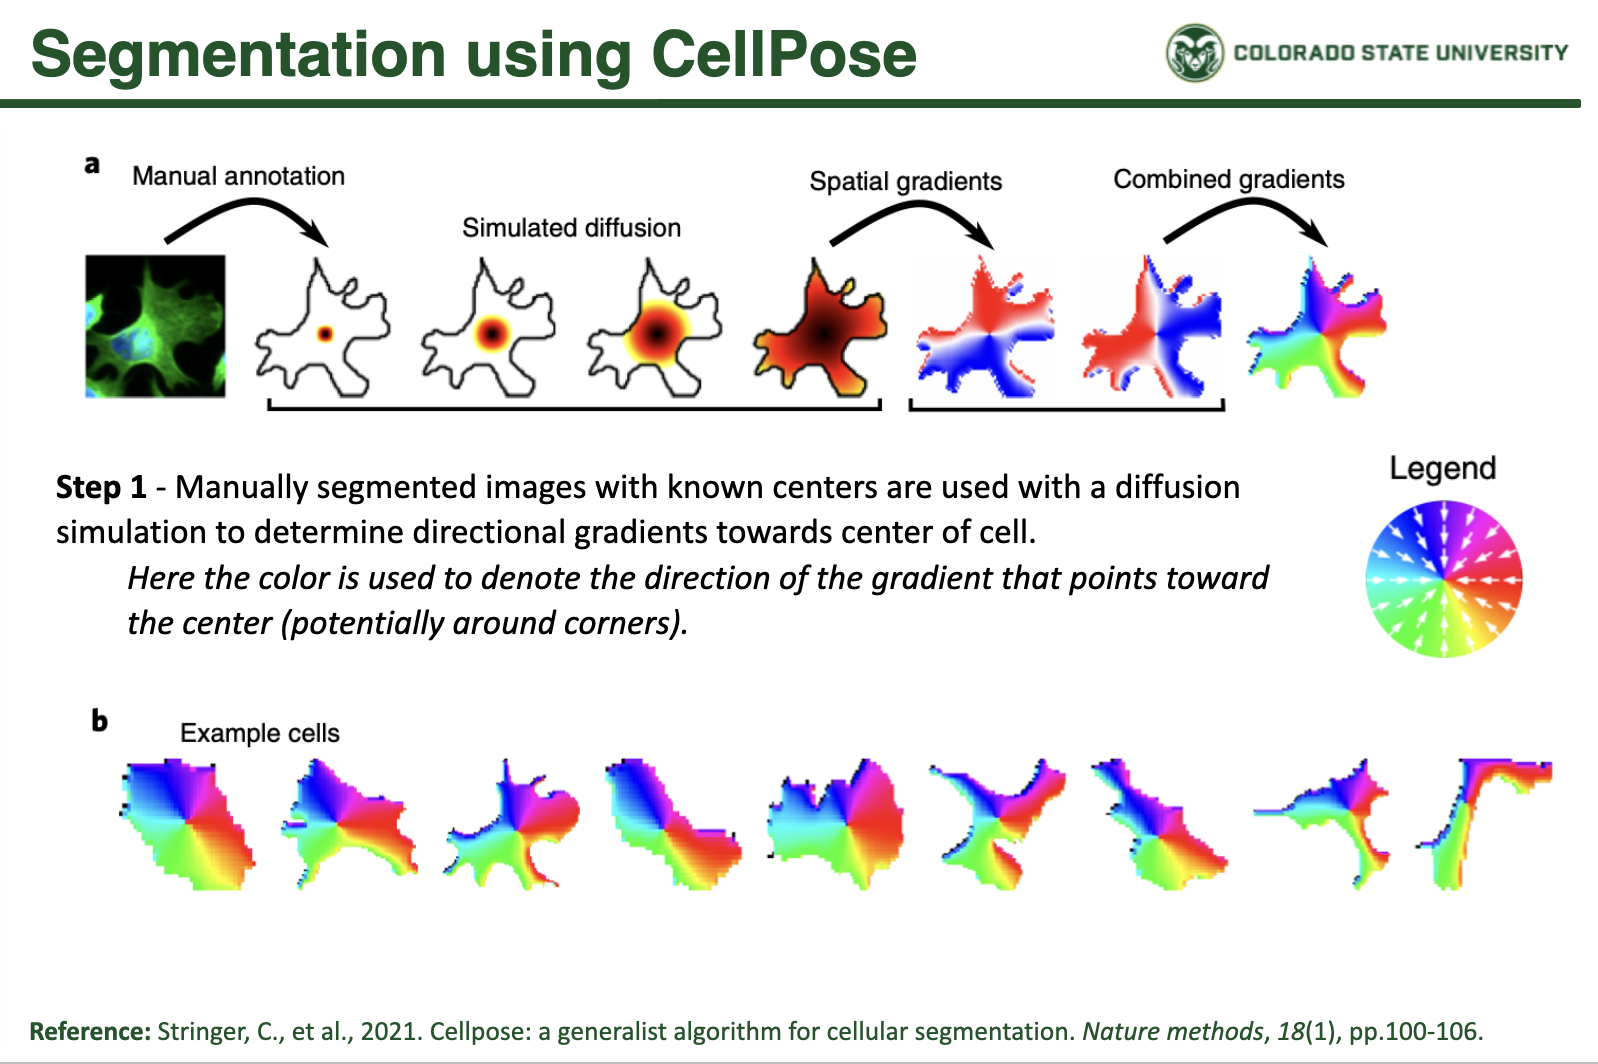 Segmentation using CellPose
COLORADO STATE UNIVERSITY
a
Manual annotation
Simulated diffusion
Spatial gradients
Combined gradients
Step 1 - Manually segmented images with known centers are used with a diffusion
simulation to determine directional gradients towards center of cell.
Here the color is used to denote the direction of the gradient that points toward
the center (potentially around corners).
Legend
b
Example cells
Reference: Stringer, C., et al., 2021. Cellpose: a generalist algorithm for cellular segmentation. Nature methods, 18(1), pp.100-106.